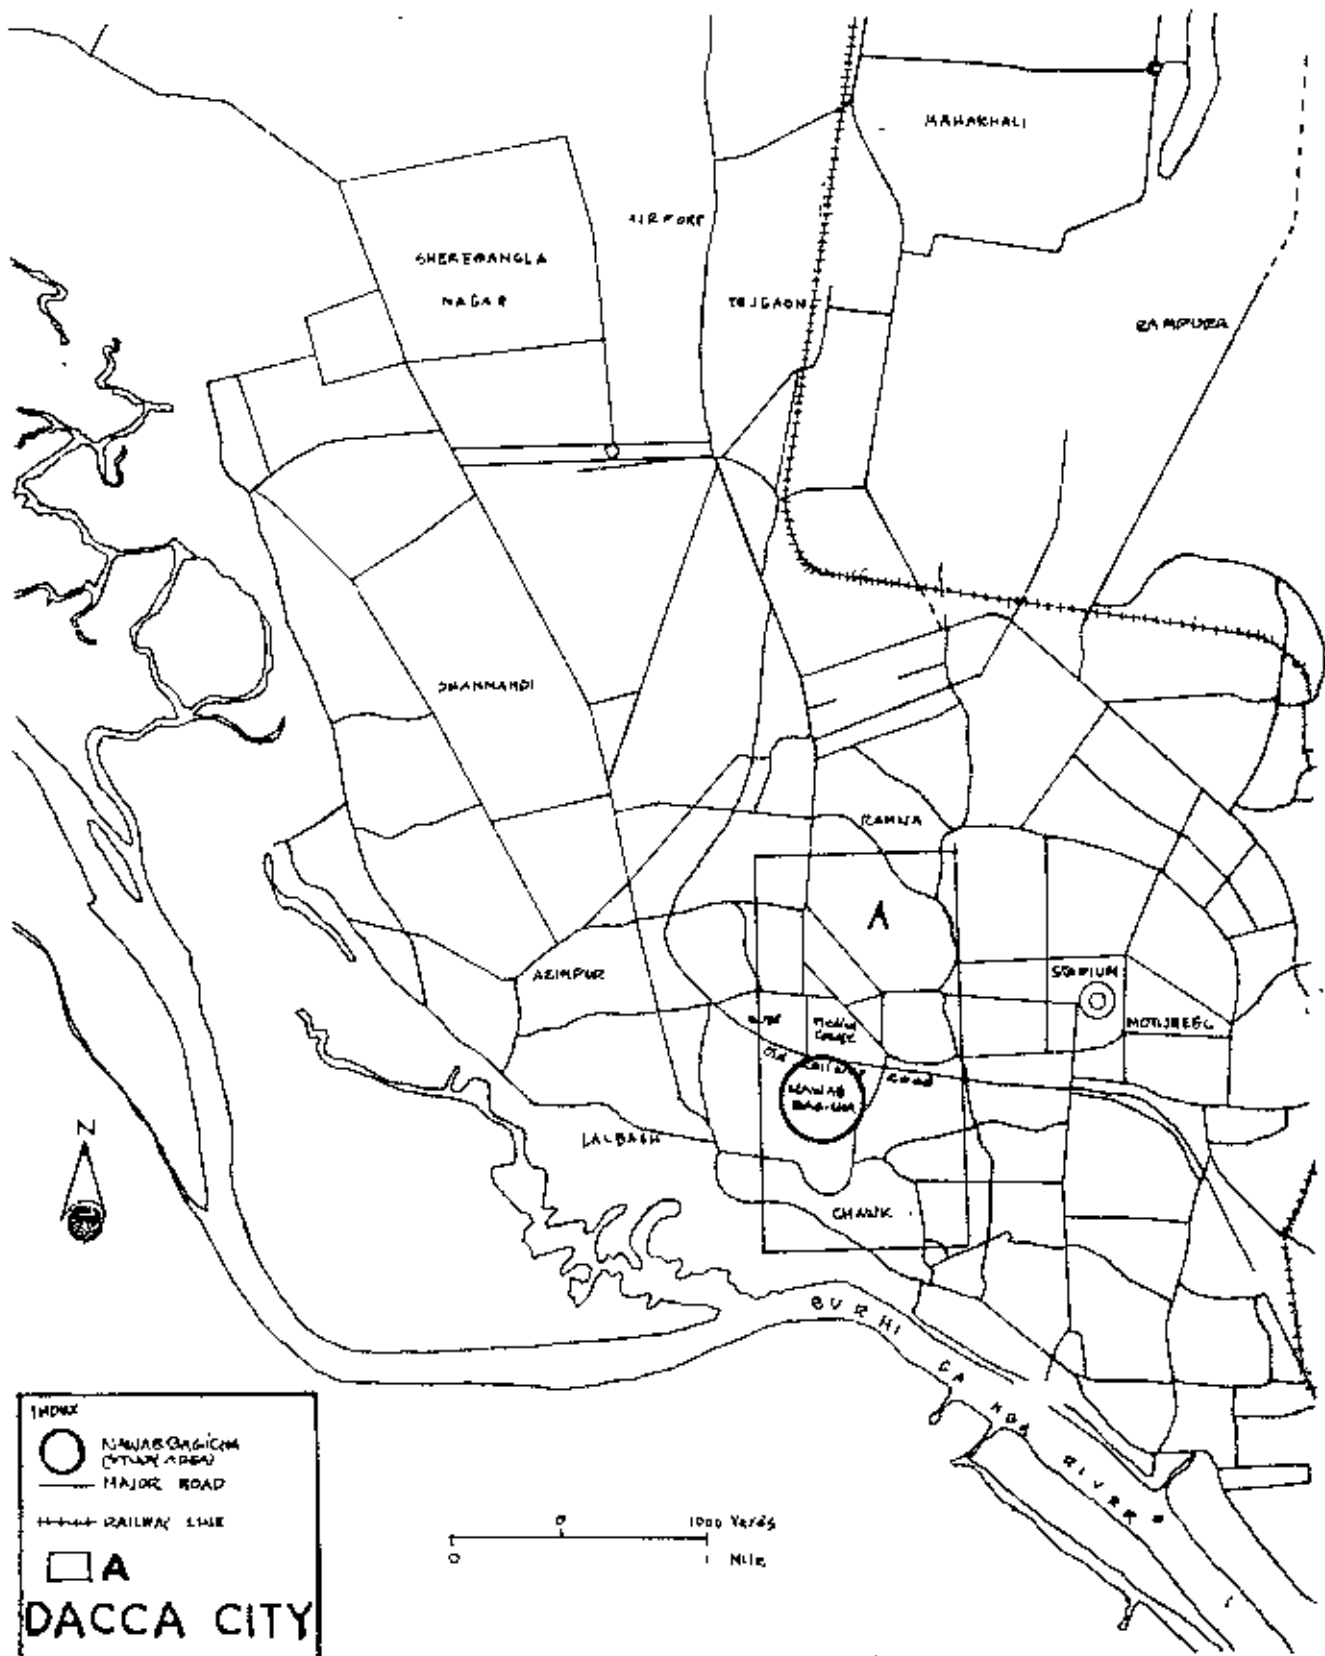 MAHAKHALI
AIRPORT
SHEREBANGLA
NAGAR
TEJGAON
RAMPURA
DHANMANDI
RAMNA
A
AZIMPUR
STADIUM
MOTIJHEEL
Medical
College
Old Railway Road
NAWAB
BAGICHA
LALBAGH
CHAWK
N
BURHI GANGA RIVER
INDEX
NAWAB BAGICHA
(STUDY AREA)
MAJOR ROAD
RAILWAY LINE
A
DACCA CITY
0 1000 Yards
0 1 Mile